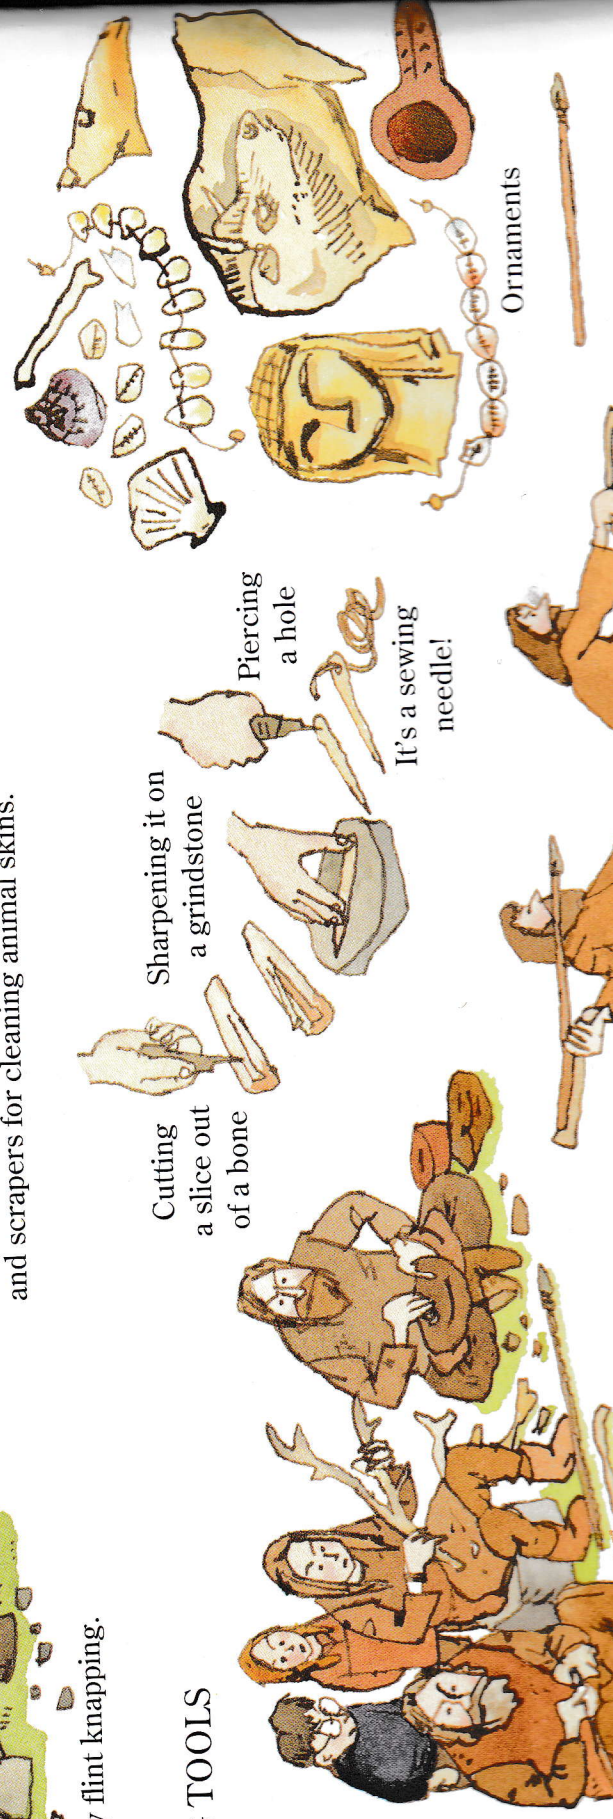 and scrapers for cleaning animal skins.
flint knapping.
TOOLS
Cutting
a slice out
of a bone
Sharpening it on
a grindstone
Piercing
a hole
It's a sewing
needle!
Ornaments